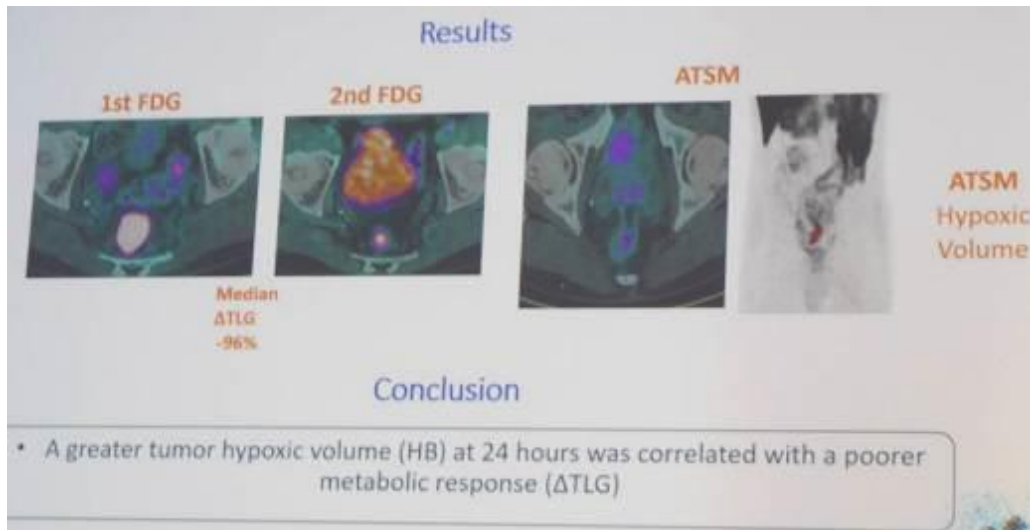 Results
1st FDG
2nd FDG
ATSM
ATSM
Hypoxic
Volume
Median
ΔTLG
-96%
Conclusion
• A greater tumor hypoxic volume (HB) at 24 hours was correlated with a poorer
metabolic response (ΔTLG)